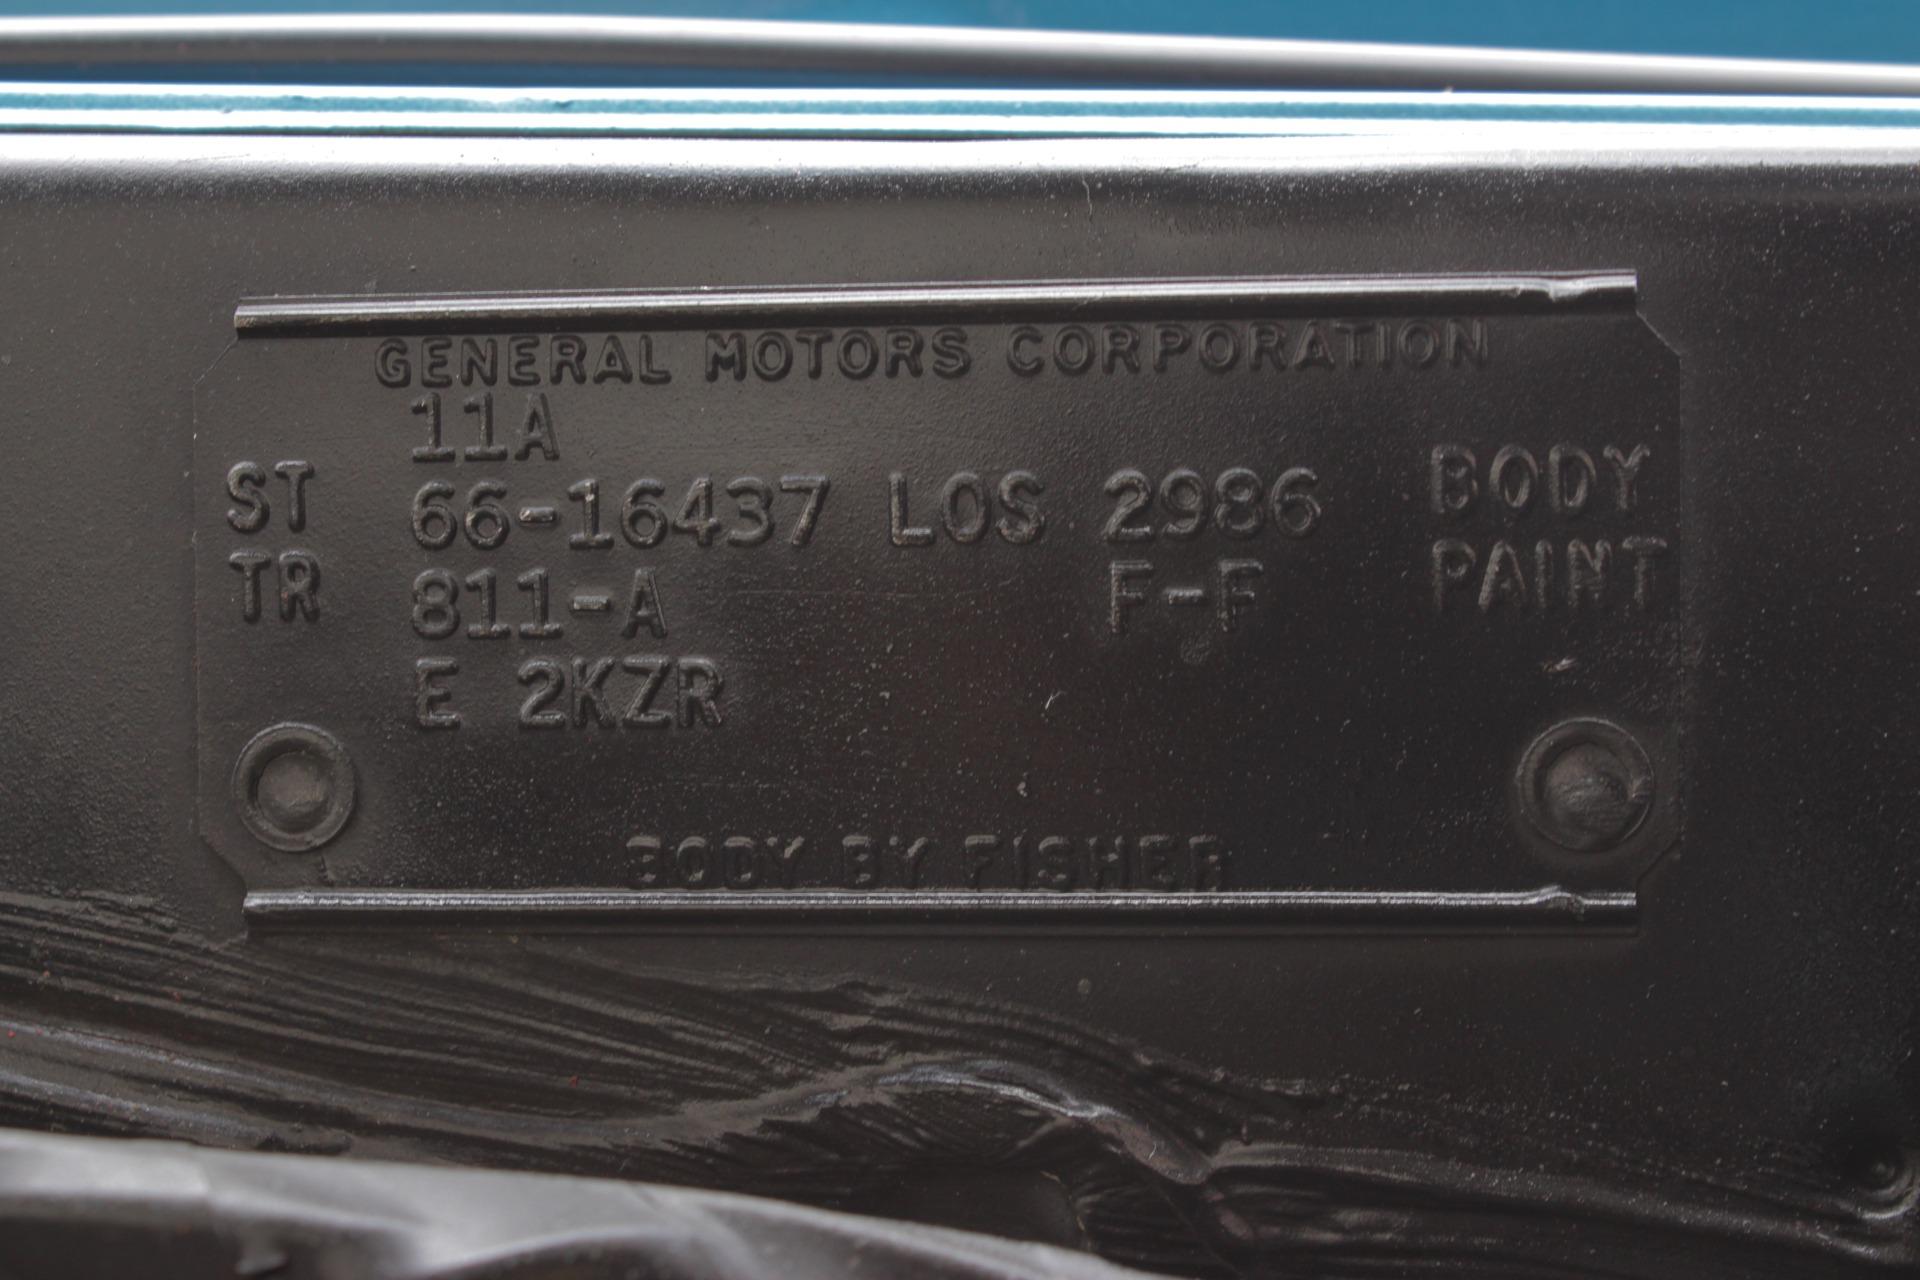 GENERAL MOTORS CORPORATION
11A
ST 66-16437 LOS 2986 BODY
TR 811-A F-F PAINT
E 2KZR
BODY BY FISHER